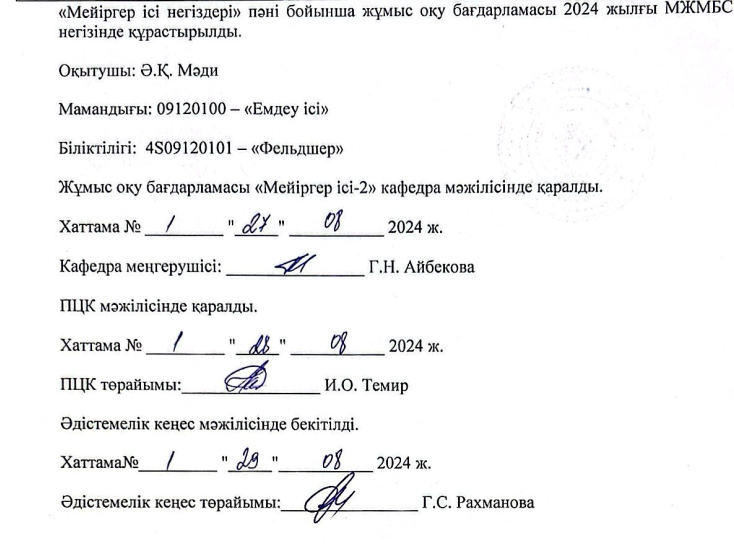 «Мейіргер ісі негіздері» пәні бойынша жұмыс оқу бағдарламасы 2024 жылғы МЖМБС
негізінде құрастырылды.
Оқытушы: Ә.Қ. Мәди
Мамандығы: 09120100 – «Емдеу ісі»
Біліктілігі: 4S09120101 – «Фельдшер»
Жұмыс оқу бағдарламасы «Мейіргер ісі-2» кафедра мәжілісінде қаралды.
Хаттама № 1 "27" 08 2024 ж.
Кафедра меңгерушісі: Г.Н. Айбекова
ПЦК мәжілісінде қаралды.
Хаттама № 1 "28" 08 2024 ж.
ПЦК төрайымы: И.О. Темир
Әдістемелік кеңес мәжілісінде бекітілді.
Хаттама№ 1 "29" 08 2024 ж.
Әдістемелік кеңес төрайымы: Г.С. Рахманова